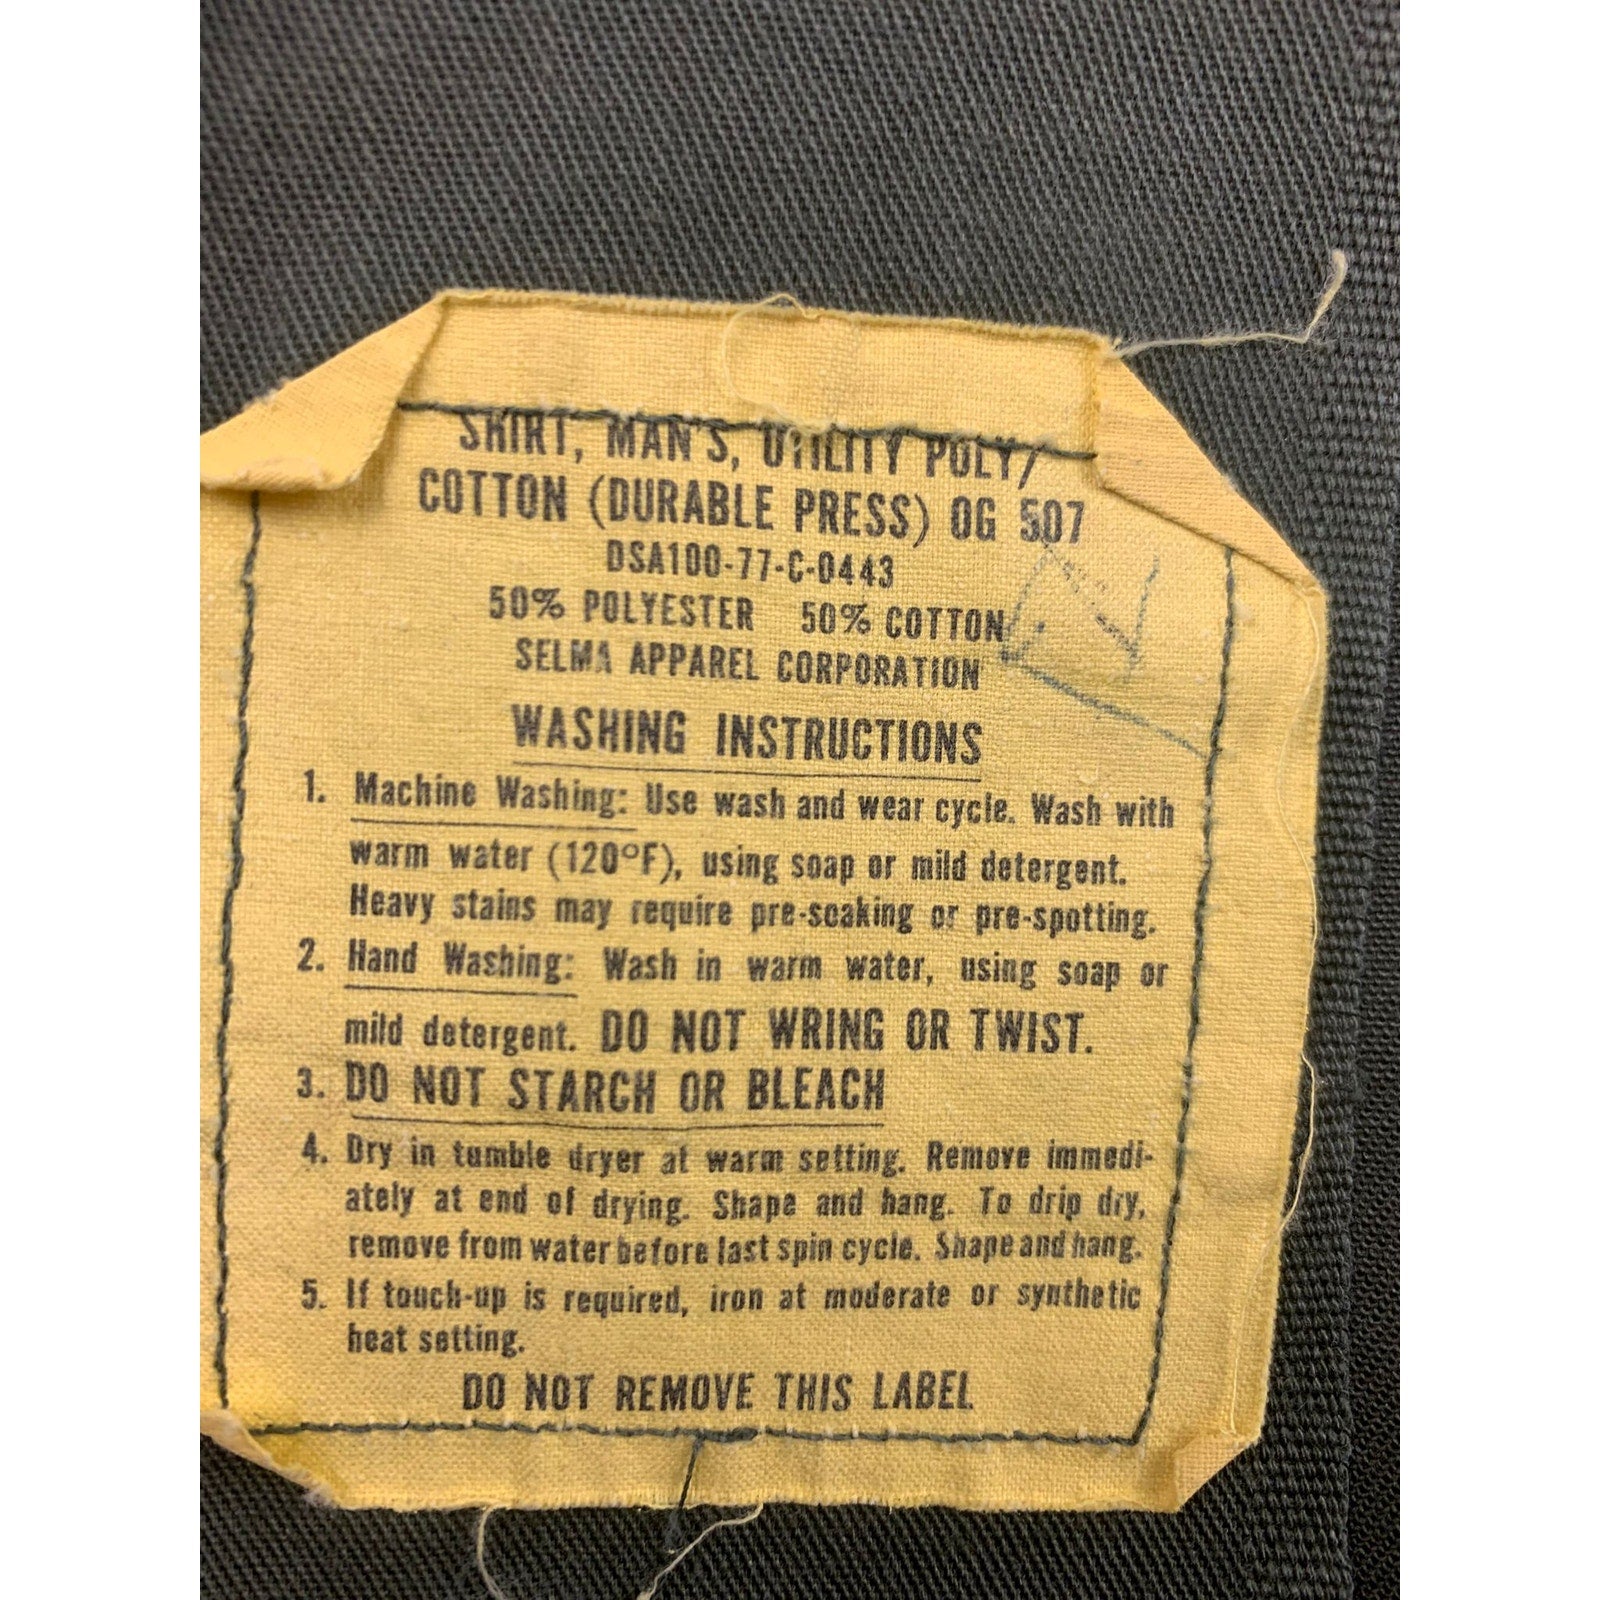 SHIRT, MAN'S, UTILITY POLY/
COTTON (DURABLE PRESS) OG 507
DSA100-77-C-0443
50% POLYESTER 50% COTTON
SELMA APPAREL CORPORATION
WASHING INSTRUCTIONS
1. Machine Washing: Use wash and wear cycle. Wash with
warm water (120°F), using soap or mild detergent.
Heavy stains may require pre-soaking or pre-spotting.
2. Hand Washing: Wash in warm water, using soap or
mild detergent. DO NOT WRING OR TWIST.
3. DO NOT STARCH OR BLEACH
4. Dry in tumble dryer at warm setting. Remove immedi-
ately at end of drying. Shape and hang. To drip dry,
remove from water before last spin cycle. Shape and hang.
5. If touch-up is required, iron at moderate or synthetic
heat setting.
DO NOT REMOVE THIS LABEL